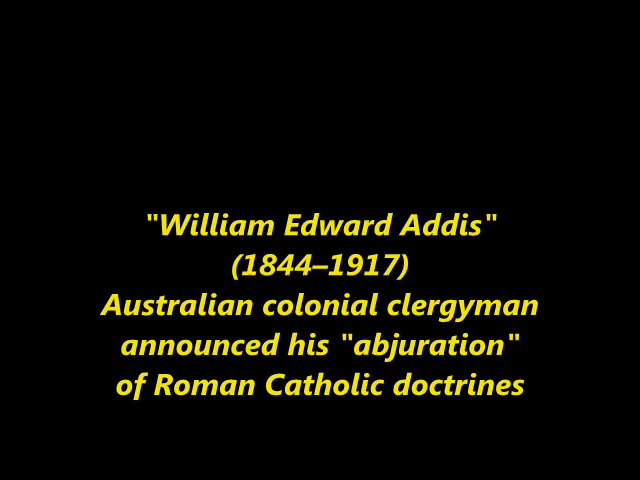 "William Edward Addis"
(1844–1917)
Australian colonial clergyman
announced his "abjuration"
of Roman Catholic doctrines